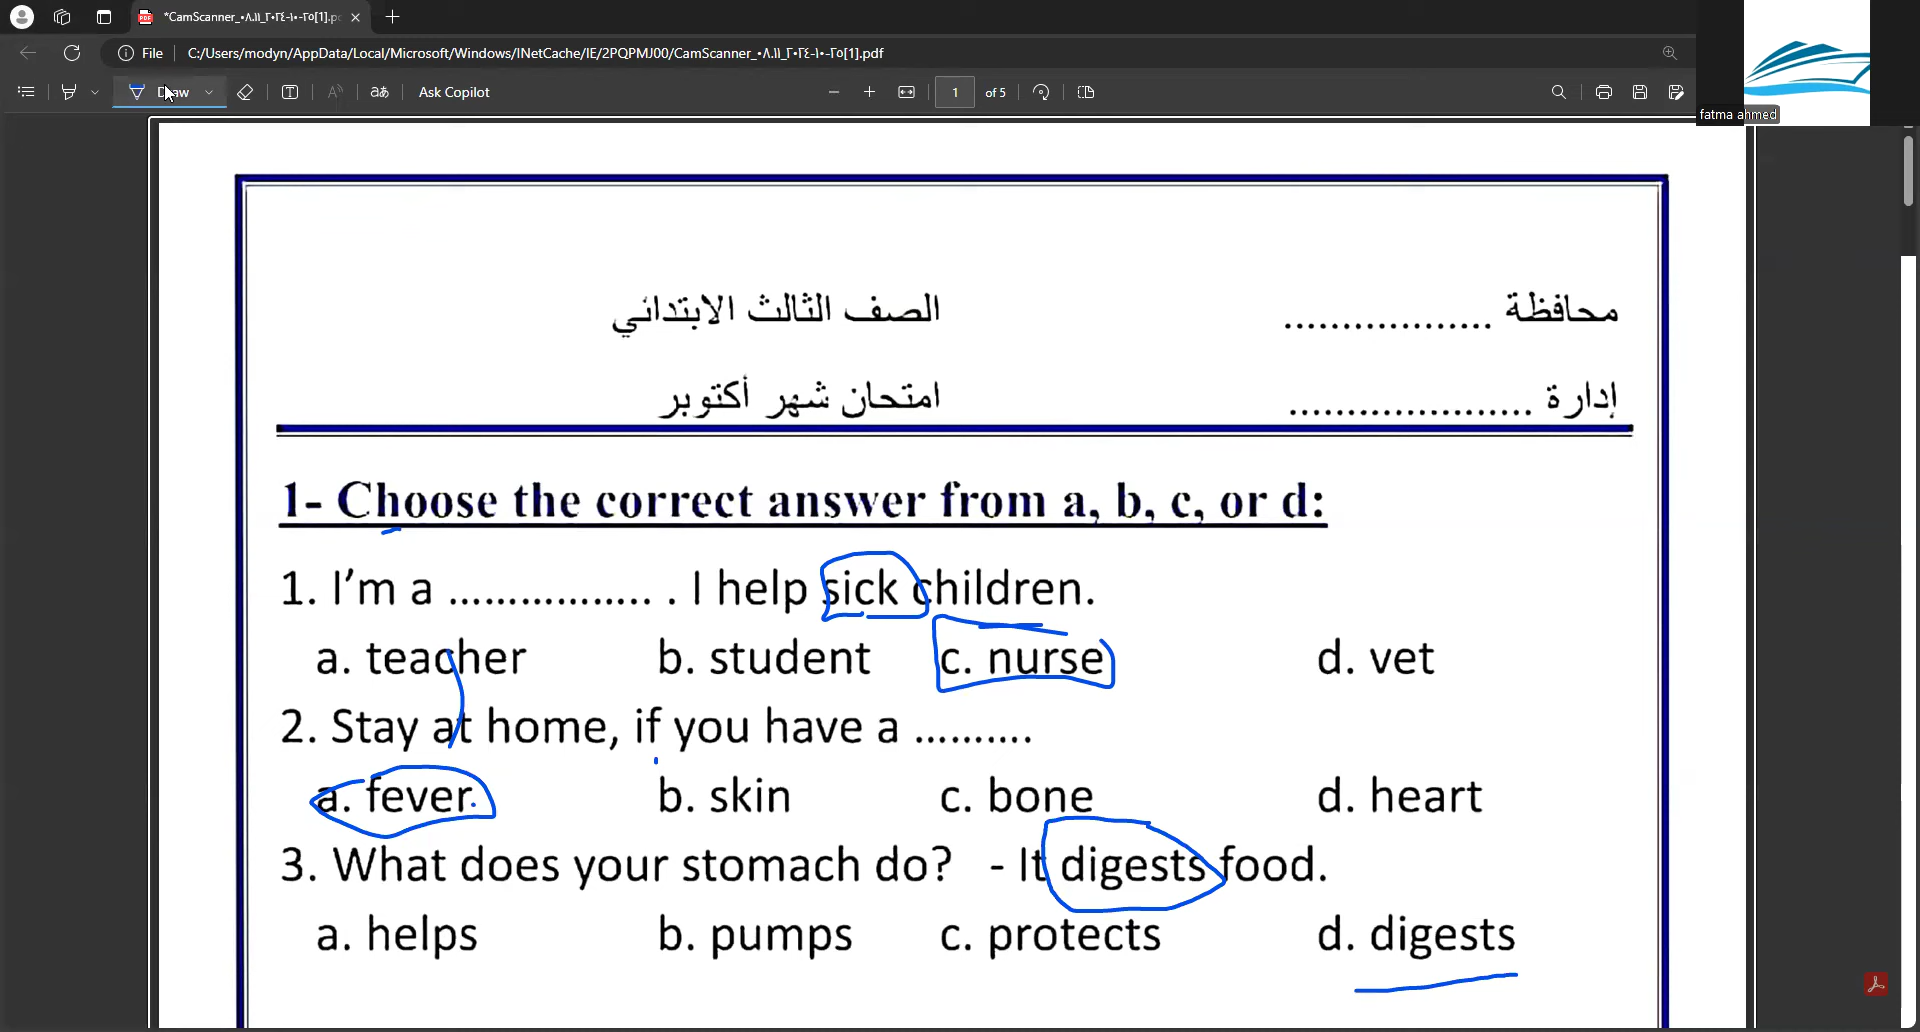 *CamScanner_٠٨.١١_٢٠٢٤-١٠-٢٥[1].pc
File
C:/Users/modyn/AppData/Local/Microsoft/Windows/INetCache/IE/2PQPMJ00/CamScanner_٠٨.١١_٢٠٢٤-١٠-٢٥[1].pdf
Draw
Ask Copilot
1 of 5
fatma ahmed
محافظة ..................
الصف الثالث الابتدائي
إدارة .....................
امتحان شهر أكتوبر
1- Choose the correct answer from a, b, c, or d:
1. I’m a .................. . I help sick children.
a. teacher b. student c. nurse d. vet
2. Stay at home, if you have a ..........
a. fever b. skin c. bone d. heart
3. What does your stomach do? - It digests food.
a. helps b. pumps c. protects d. digests